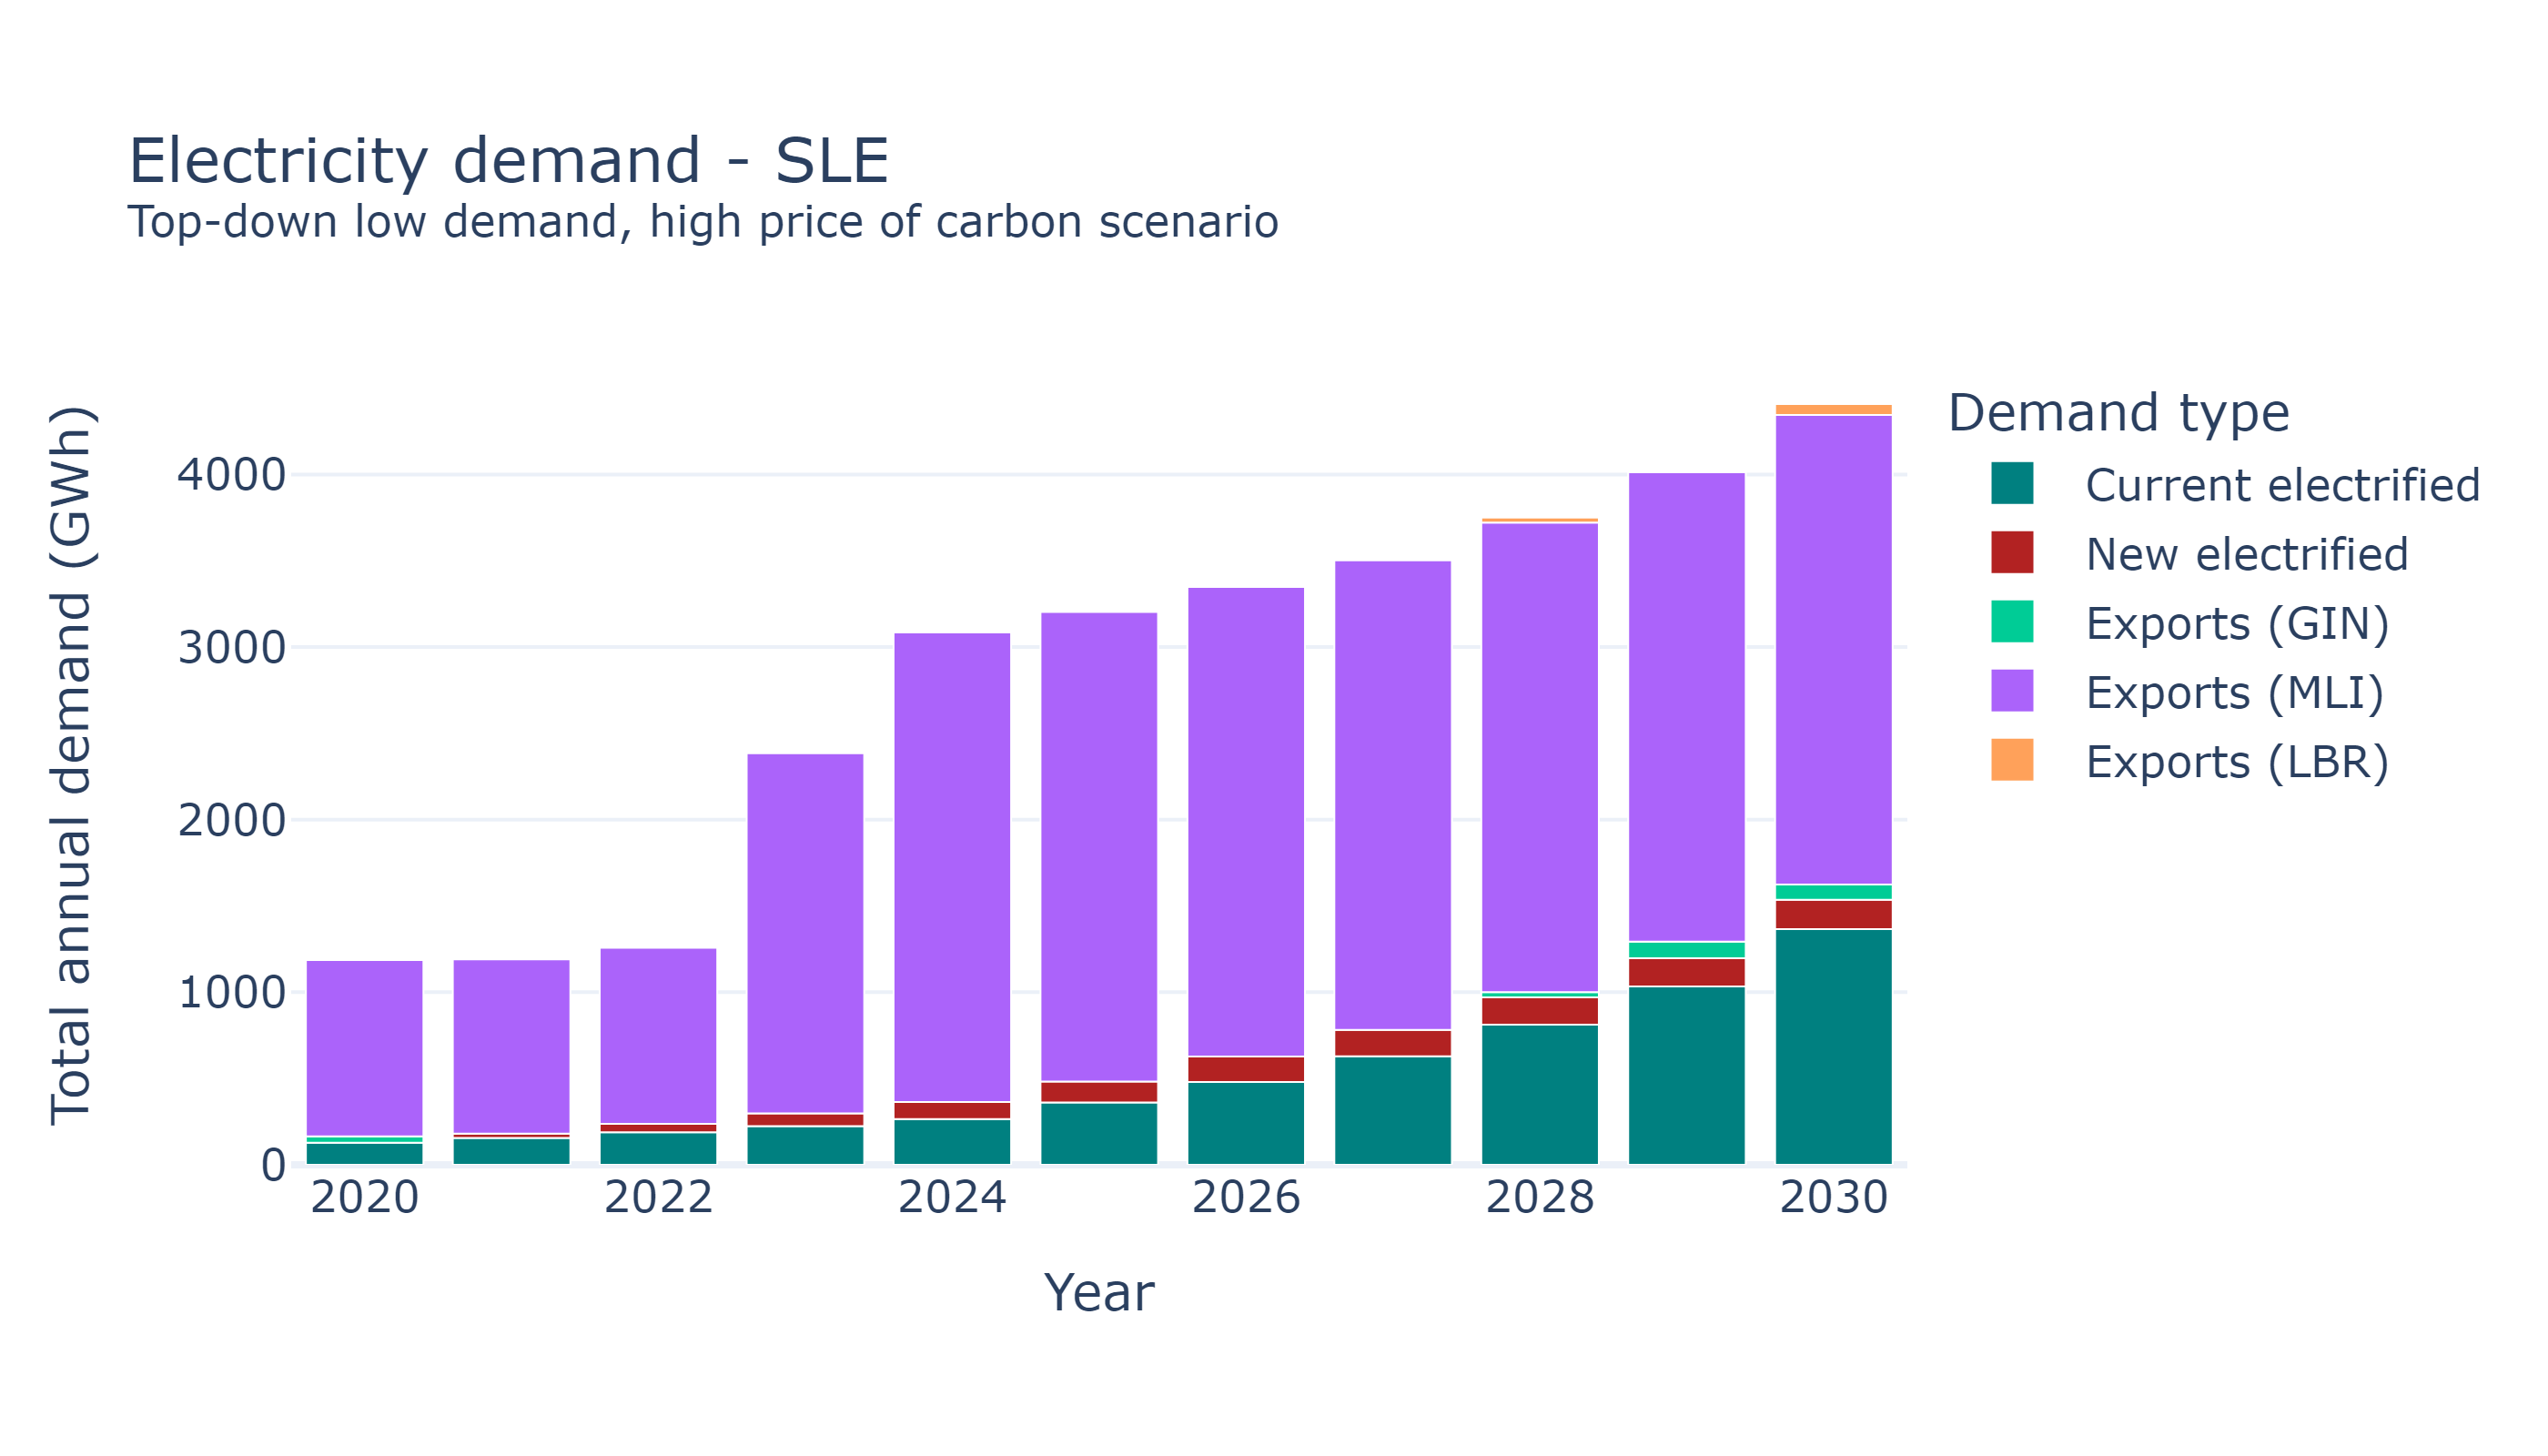 Electricity demand - SLE
Top-down low demand, high price of carbon scenario
Total annual demand (GWh)
4000
3000
2000
1000
0
2020
2022
2024
2026
2028
2030
Year
Demand type
Current electrified
New electrified
Exports (GIN)
Exports (MLI)
Exports (LBR)